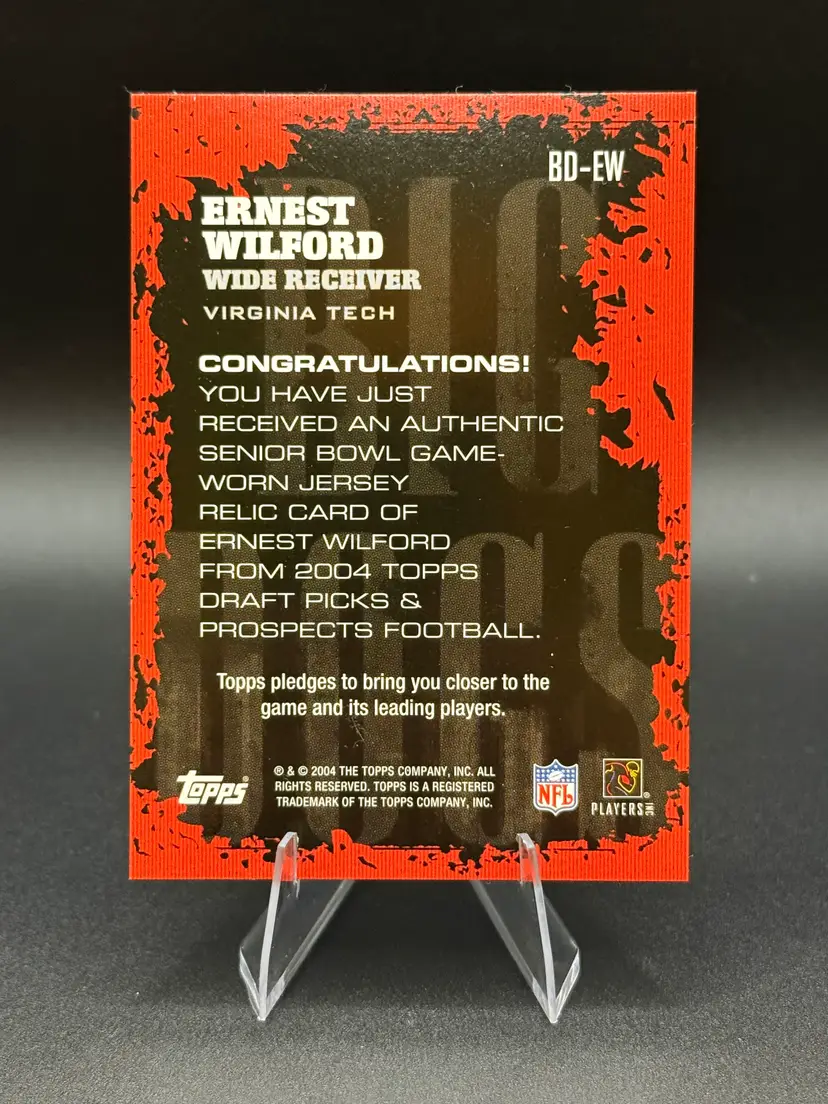 BD-EW
ERNEST
WILFORD
WIDE RECEIVER
VIRGINIA TECH
CONGRATULATIONS!
YOU HAVE JUST
RECEIVED AN AUTHENTIC
SENIOR BOWL GAME-
WORN JERSEY
RELIC CARD OF
ERNEST WILFORD
FROM 2004 TOPPS
DRAFT PICKS &
PROSPECTS FOOTBALL.
Topps pledges to bring you closer to the
game and its leading players.
topps
® & © 2004 THE TOPPS COMPANY, INC. ALL
RIGHTS RESERVED. TOPPS IS A REGISTERED
TRADEMARK OF THE TOPPS COMPANY, INC.
NFL
PLAYERS INC
BIG
DOGS